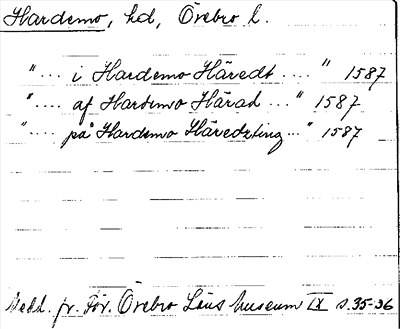 Hardemo, hd, Örebro l.
"... i Hardemo Häredt ...." 1587
"... af Hardemo Härad ..." 1587
"... på Hardemo Häredzting ..." 1587
Medd. fr. För. Örebro Läns Museum IX s. 35-36